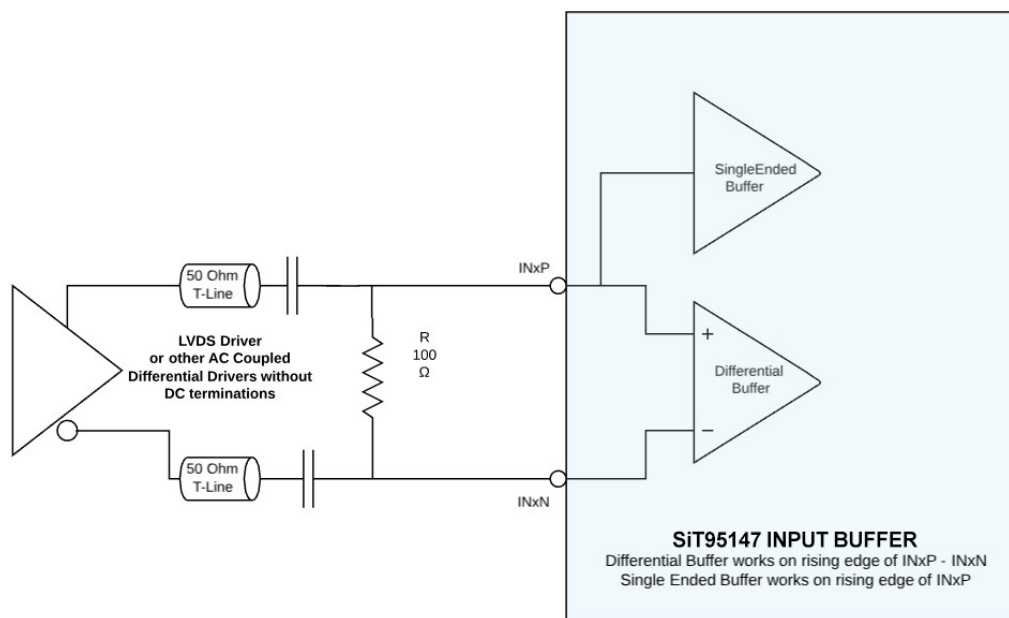 SingleEnded
Buffer
INxP
50 Ohm
T-Line
LVDS Driver
or other AC Coupled
Differential Drivers without
DC terminations
R
100
Ω
+
Differential
Buffer
−
50 Ohm
T-Line
INxN
SiT95147 INPUT BUFFER
Differential Buffer works on rising edge of INxP - INxN
Single Ended Buffer works on rising edge of INxP